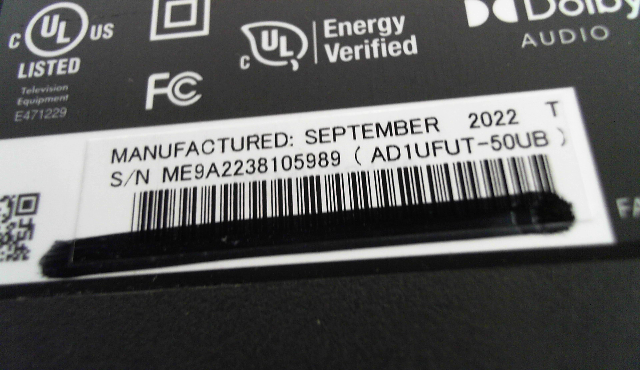 c UL US
LISTED
Television
Equipment
E471229
FC
c UL
Energy
Verified
Dolby
AUDIO
MANUFACTURED: SEPTEMBER 2022 T
S/N ME9A2238105989 ( AD1UFUT-50UB )